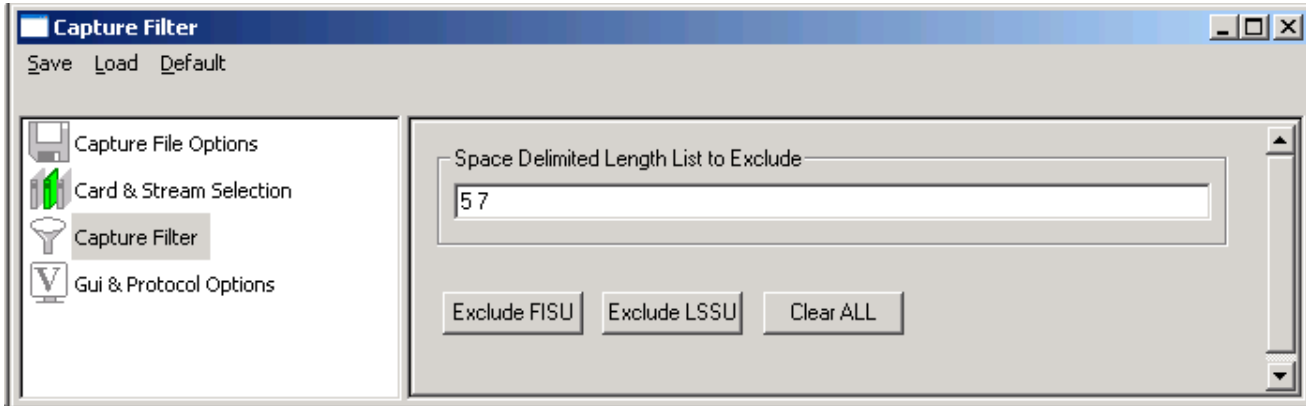 Capture Filter
Save Load Default
Capture File Options
Card & Stream Selection
Capture Filter
Gui & Protocol Options
Space Delimited Length List to Exclude
5 7
Exclude FISU Exclude LSSU Clear ALL